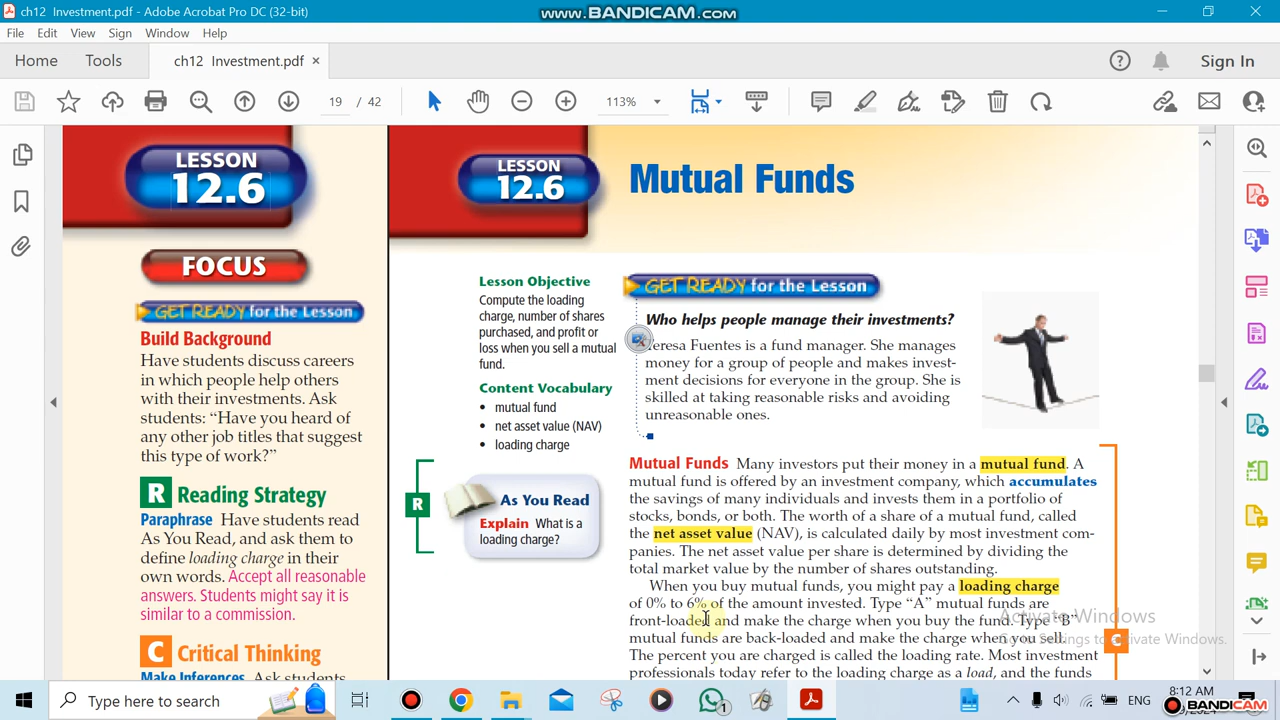 ch12 Investment.pdf - Adobe Acrobat Pro DC (32-bit)
www.BANDICAM.com
File Edit View Sign Window Help
Home Tools ch12 Investment.pdf × Sign In
19 / 42 113%
LESSON
12.6
FOCUS
GET READY for the Lesson
Build Background
Have students discuss careers
in which people help others
with their investments. Ask
students: “Have you heard of
any other job titles that suggest
this type of work?”
R Reading Strategy
Paraphrase Have students read
As You Read, and ask them to
define loading charge in their
own words. Accept all reasonable
answers. Students might say it is
similar to a commission.
C Critical Thinking
Make Inferences Ask students
LESSON
12.6
Mutual Funds
Lesson Objective
Compute the loading
charge, number of shares
purchased, and profit or
loss when you sell a mutual
fund.
Content Vocabulary
• mutual fund
• net asset value (NAV)
• loading charge
R
As You Read
Explain What is a
loading charge?
GET READY for the Lesson
Who helps people manage their investments?
eresa Fuentes is a fund manager. She manages
money for a group of people and makes invest-
ment decisions for everyone in the group. She is
skilled at taking reasonable risks and avoiding
unreasonable ones.
Mutual Funds Many investors put their money in a mutual fund. A
mutual fund is offered by an investment company, which accumulates
the savings of many individuals and invests them in a portfolio of
stocks, bonds, or both. The worth of a share of a mutual fund, called
the net asset value (NAV), is calculated daily by most investment com-
panies. The net asset value per share is determined by dividing the
total market value by the number of shares outstanding.
When you buy mutual funds, you might pay a loading charge
of 0% to 6% of the amount invested. Type “A” mutual funds are
front-loaded and make the charge when you buy the fund. Type “B”
mutual funds are back-loaded and make the charge when you sell.
The percent you are charged is called the loading rate. Most investment
professionals today refer to the loading charge as a load, and the funds
C
Activate Windows
Go to Settings to activate Windows.
Type here to search
1
ENG
8:12 AM
BANDICAM